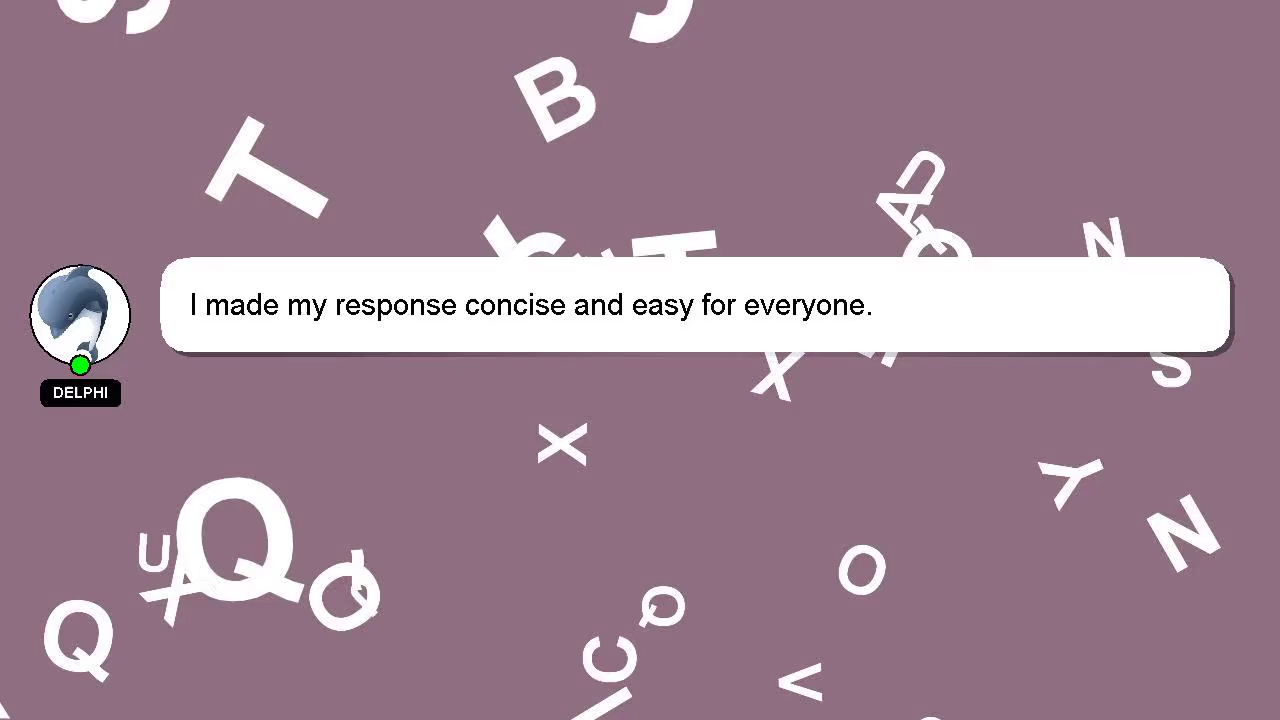 I made my response concise and easy for everyone.
DELPHI
T
B
U
A
Q
N
T
X
S
X
Y
N
Q
U
X
Q
Q
O
Q
C
V